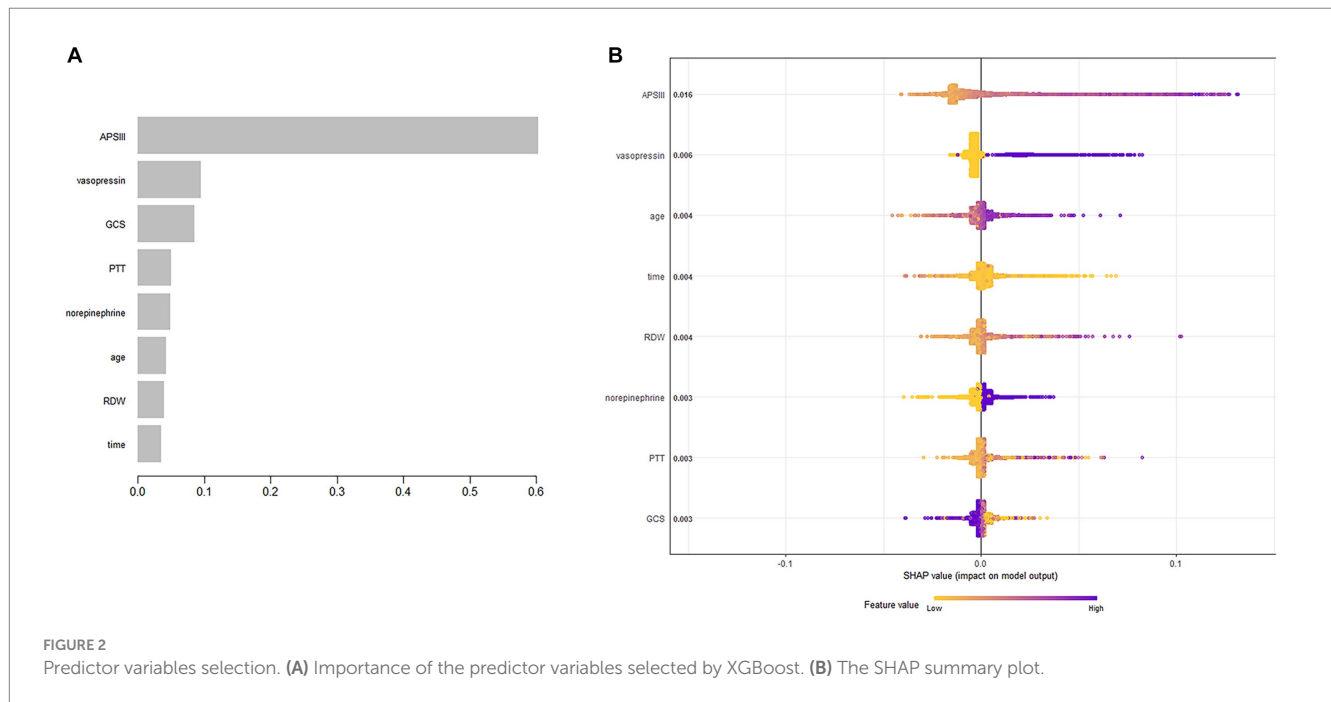 A
APSIII
vasopressin
GCS
PTT
norepinephrine
age
RDW
time
0.0 0.1 0.2 0.3 0.4 0.5 0.6
B
APSIII 0.016
vasopressin 0.006
age 0.004
time 0.004
RDW 0.004
norepinephrine 0.003
PTT 0.003
GCS 0.003
-0.1 0.0 0.1
SHAP value (impact on model output)
Feature value Low High
FIGURE 2
Predictor variables selection. (A) Importance of the predictor variables selected by XGBoost. (B) The SHAP summary plot.